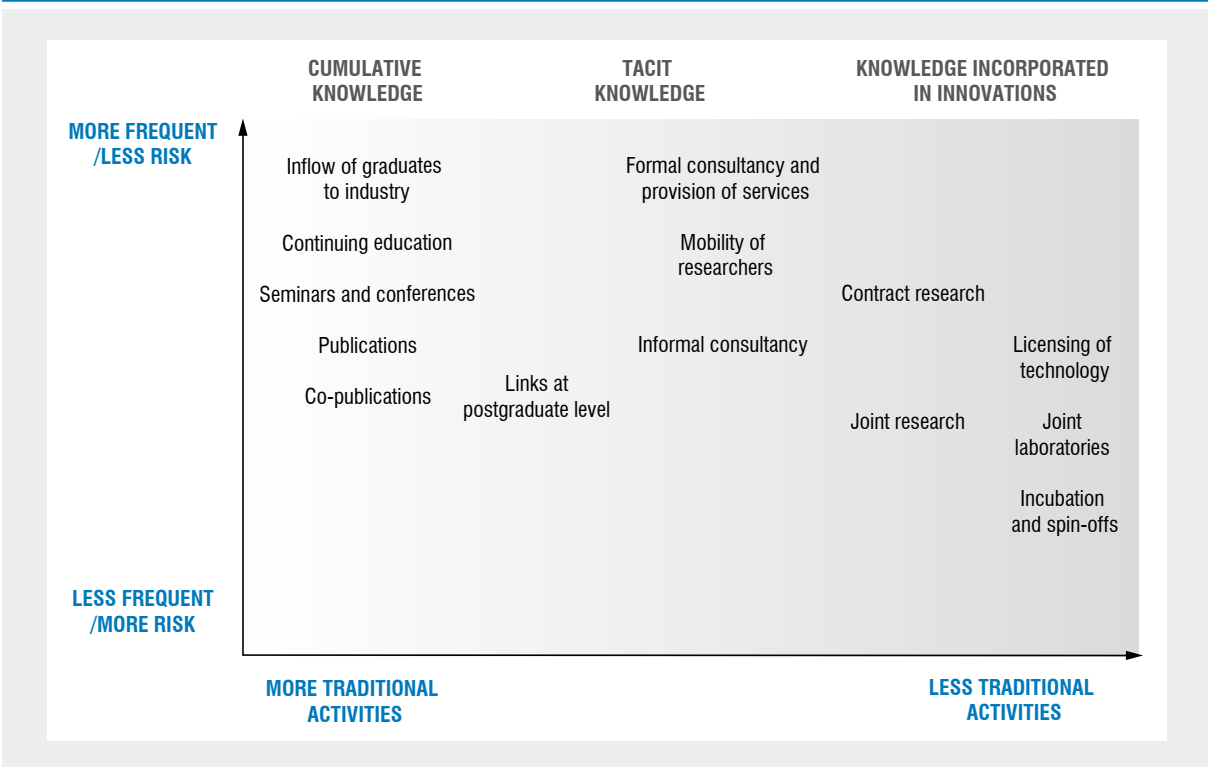 CUMULATIVE
KNOWLEDGE
TACIT
KNOWLEDGE
KNOWLEDGE INCORPORATED
IN INNOVATIONS
MORE FREQUENT
/LESS RISK
Inflow of graduates
to industry
Formal consultancy and
provision of services
Continuing education
Mobility of
researchers
Seminars and conferences
Contract research
Publications
Informal consultancy
Licensing of
technology
Co-publications
Links at
postgraduate level
Joint research
Joint
laboratories
Incubation
and spin-offs
LESS FREQUENT
/MORE RISK
MORE TRADITIONAL
ACTIVITIES
LESS TRADITIONAL
ACTIVITIES